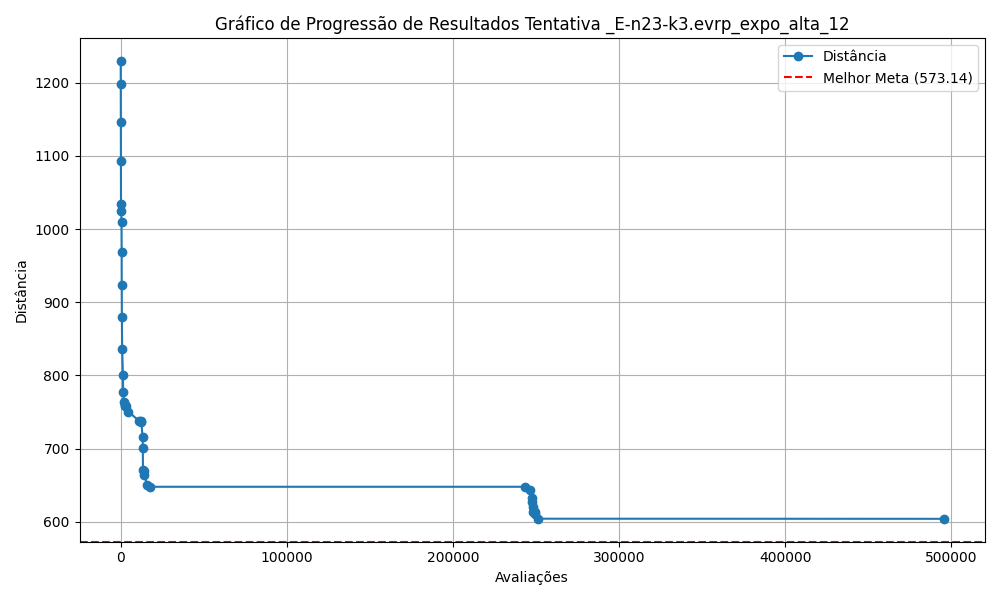 Gráfico de Progressão de Resultados Tentativa _E-n23-k3.evrp_expo_alta_12
Distância
Melhor Meta (573.14)
1200
1100
1000
900
800
700
600
Distância
0
100000
200000
300000
400000
500000
Avaliações